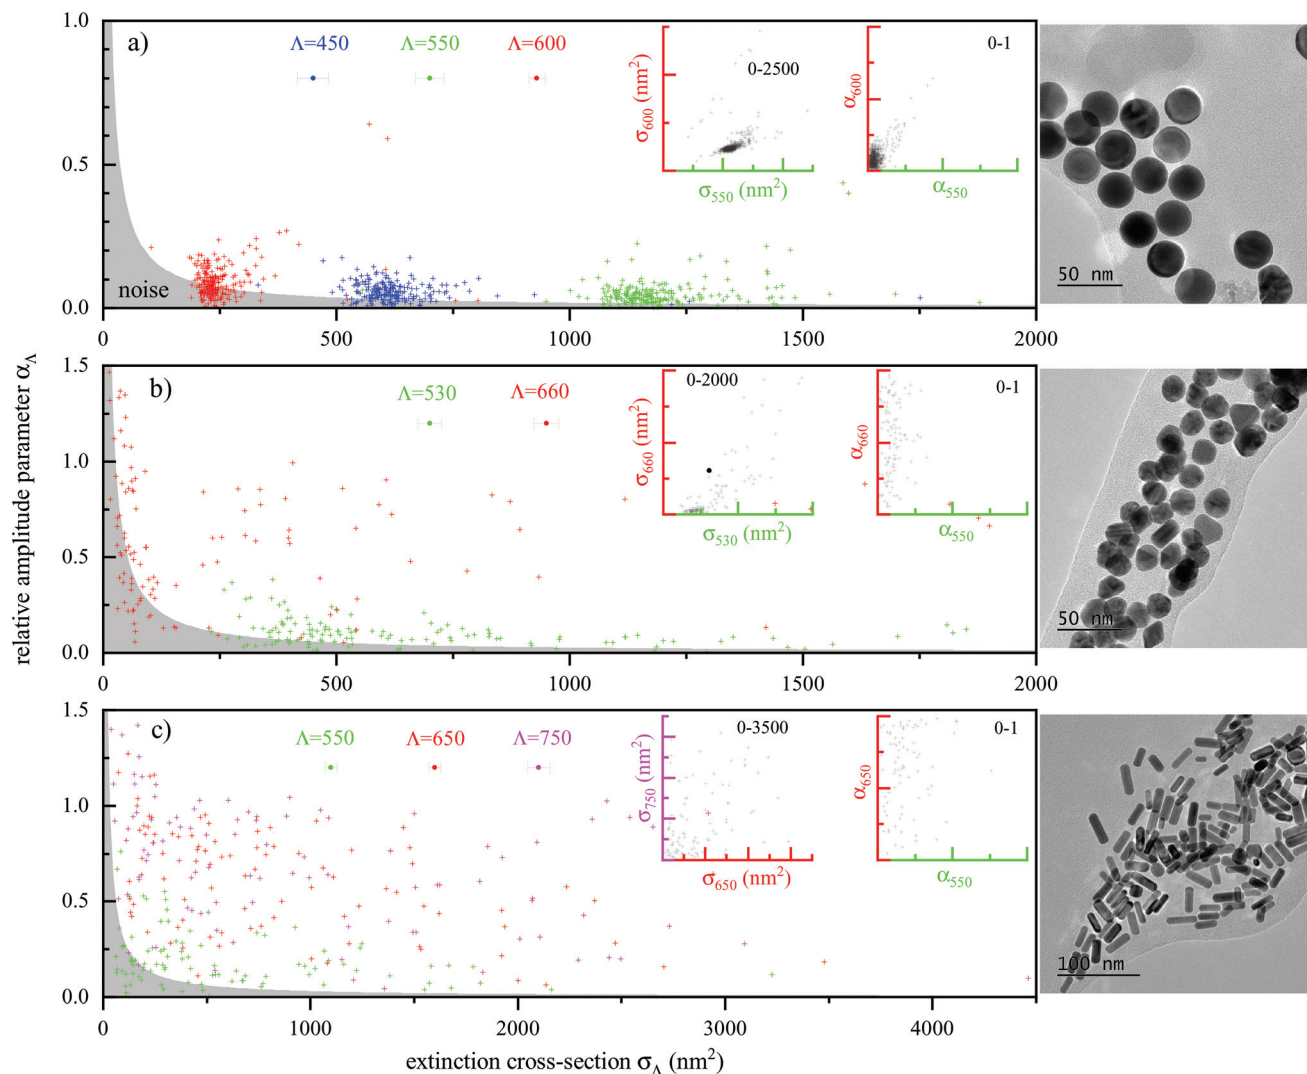 relative amplitude parameter αΛ
1.0
0.5
0.0
a)
Λ=450 Λ=550 Λ=600
noise
σ600 (nm²)
0-2500
σ550 (nm²)
α600
0-1
α550
0 500 1000 1500 2000
50 nm
1.5
1.0
0.5
0.0
b)
Λ=530 Λ=660
σ660 (nm²)
0-2000
σ530 (nm²)
α660
0-1
α550
0 500 1000 1500 2000
50 nm
1.5
1.0
0.5
0.0
c)
Λ=550 Λ=650 Λ=750
σ750 (nm²)
0-3500
σ650 (nm²)
α650
0-1
α550
0 1000 2000 3000 4000
100 nm
extinction cross-section σΛ (nm²)